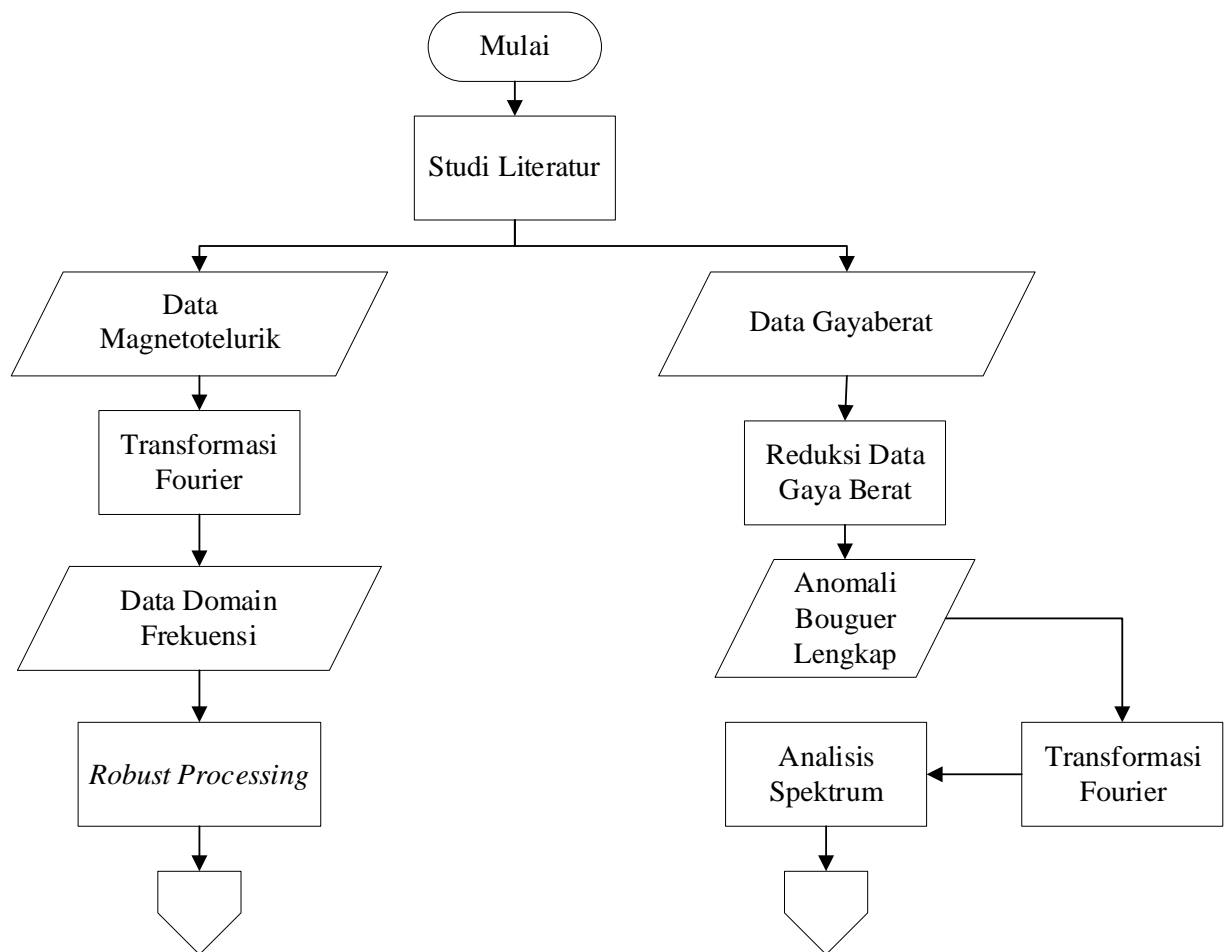 Mulai
Studi Literatur
Data
Magnetotelurik
Data Gayaberat
Transformasi
Fourier
Reduksi Data
Gaya Berat
Data Domain
Frekuensi
Anomali
Bouguer
Lengkap
Robust Processing
Analisis
Spektrum
Transformasi
Fourier